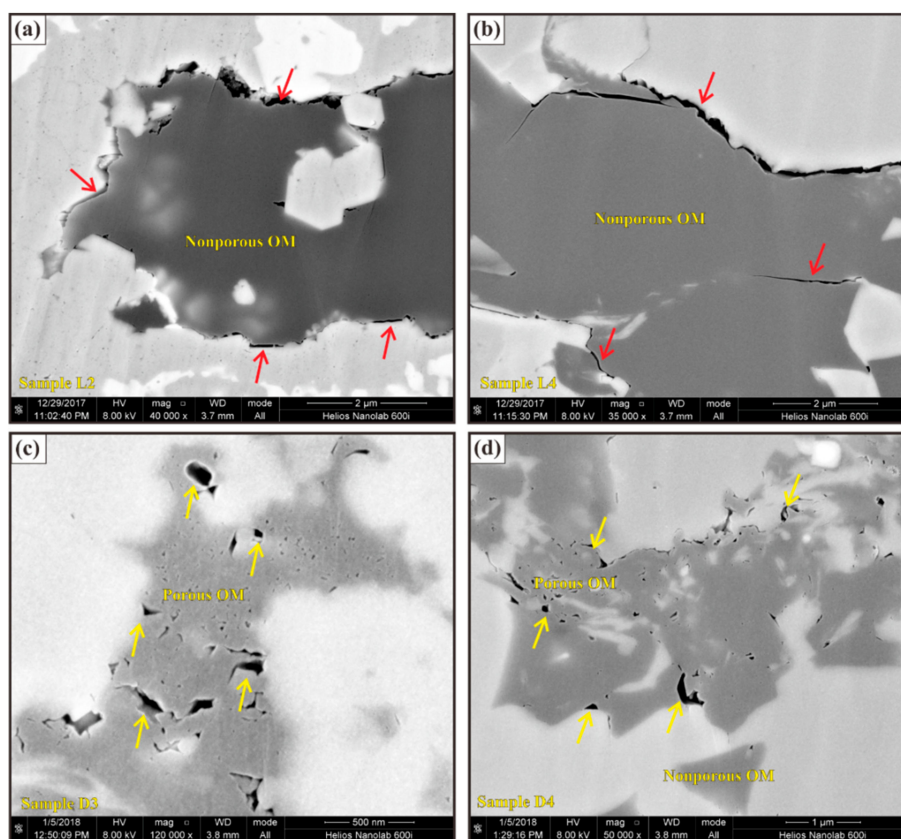 (a)
Nonporous OM
Sample L2
12/29/2017 HV mag □ WD mode 2 µm
11:02:40 PM 8.00 kV 40 000 x 3.7 mm All Helios Nanolab 600i
(b)
Nonporous OM
Sample L4
12/29/2017 HV mag □ WD mode 2 µm
11:15:30 PM 8.00 kV 35 000 x 3.7 mm All Helios Nanolab 600i
(c)
Porous OM
Sample D3
1/5/2018 HV mag □ WD mode 500 nm
12:50:09 PM 8.00 kV 120 000 x 3.8 mm All Helios Nanolab 600i
(d)
Porous OM
Nonporous OM
Sample D4
1/5/2018 HV mag □ WD mode 1 µm
1:29:16 PM 8.00 kV 50 000 x 3.8 mm All Helios Nanolab 600i